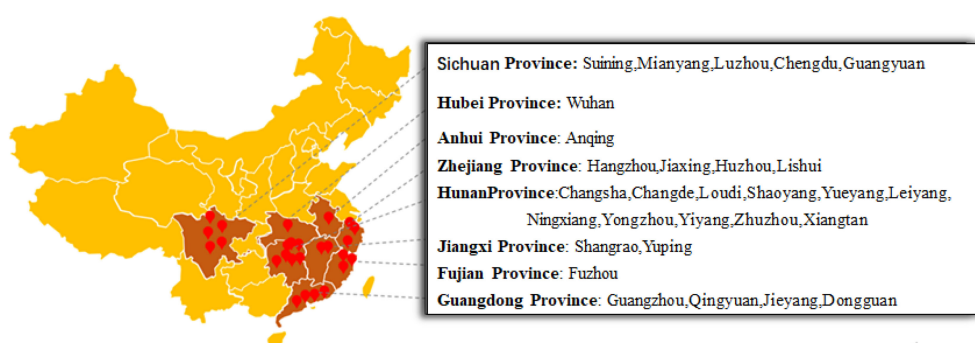 Sichuan Province: Suining,Mianyang,Luzhou,Chengdu,Guangyuan
Hubei Province: Wuhan
Anhui Province: Anqing
Zhejiang Province: Hangzhou,Jiaxing,Huzhou,Lishui
HunanProvince:Changsha,Changde,Loudi,Shaoyang,Yueyang,Leiyang,
Ningxiang,Yongzhou,Yiyang,Zhuzhou,Xiangtan
Jiangxi Province: Shangrao,Yuping
Fujian Province: Fuzhou
Guangdong Province: Guangzhou,Qingyuan,Jieyang,Dongguan